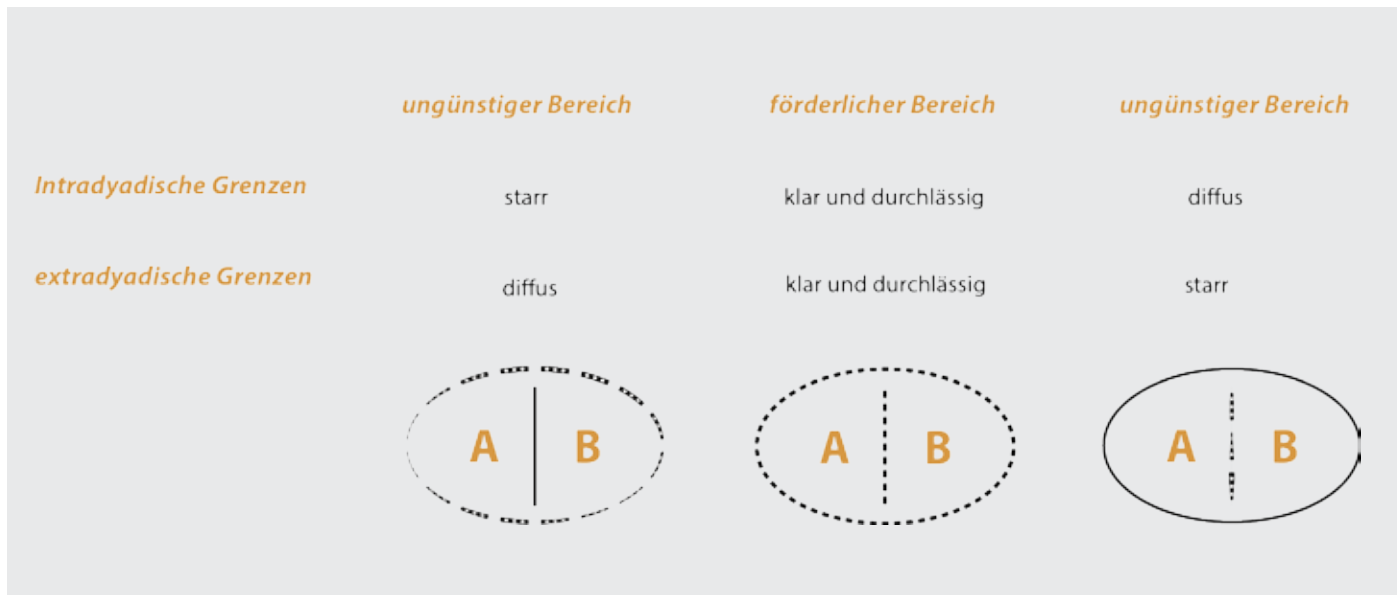 ungünstiger Bereich förderlicher Bereich ungünstiger Bereich
Intradyadische Grenzen starr klar und durchlässig diffus
extradyadische Grenzen diffus klar und durchlässig starr
A B A B A B